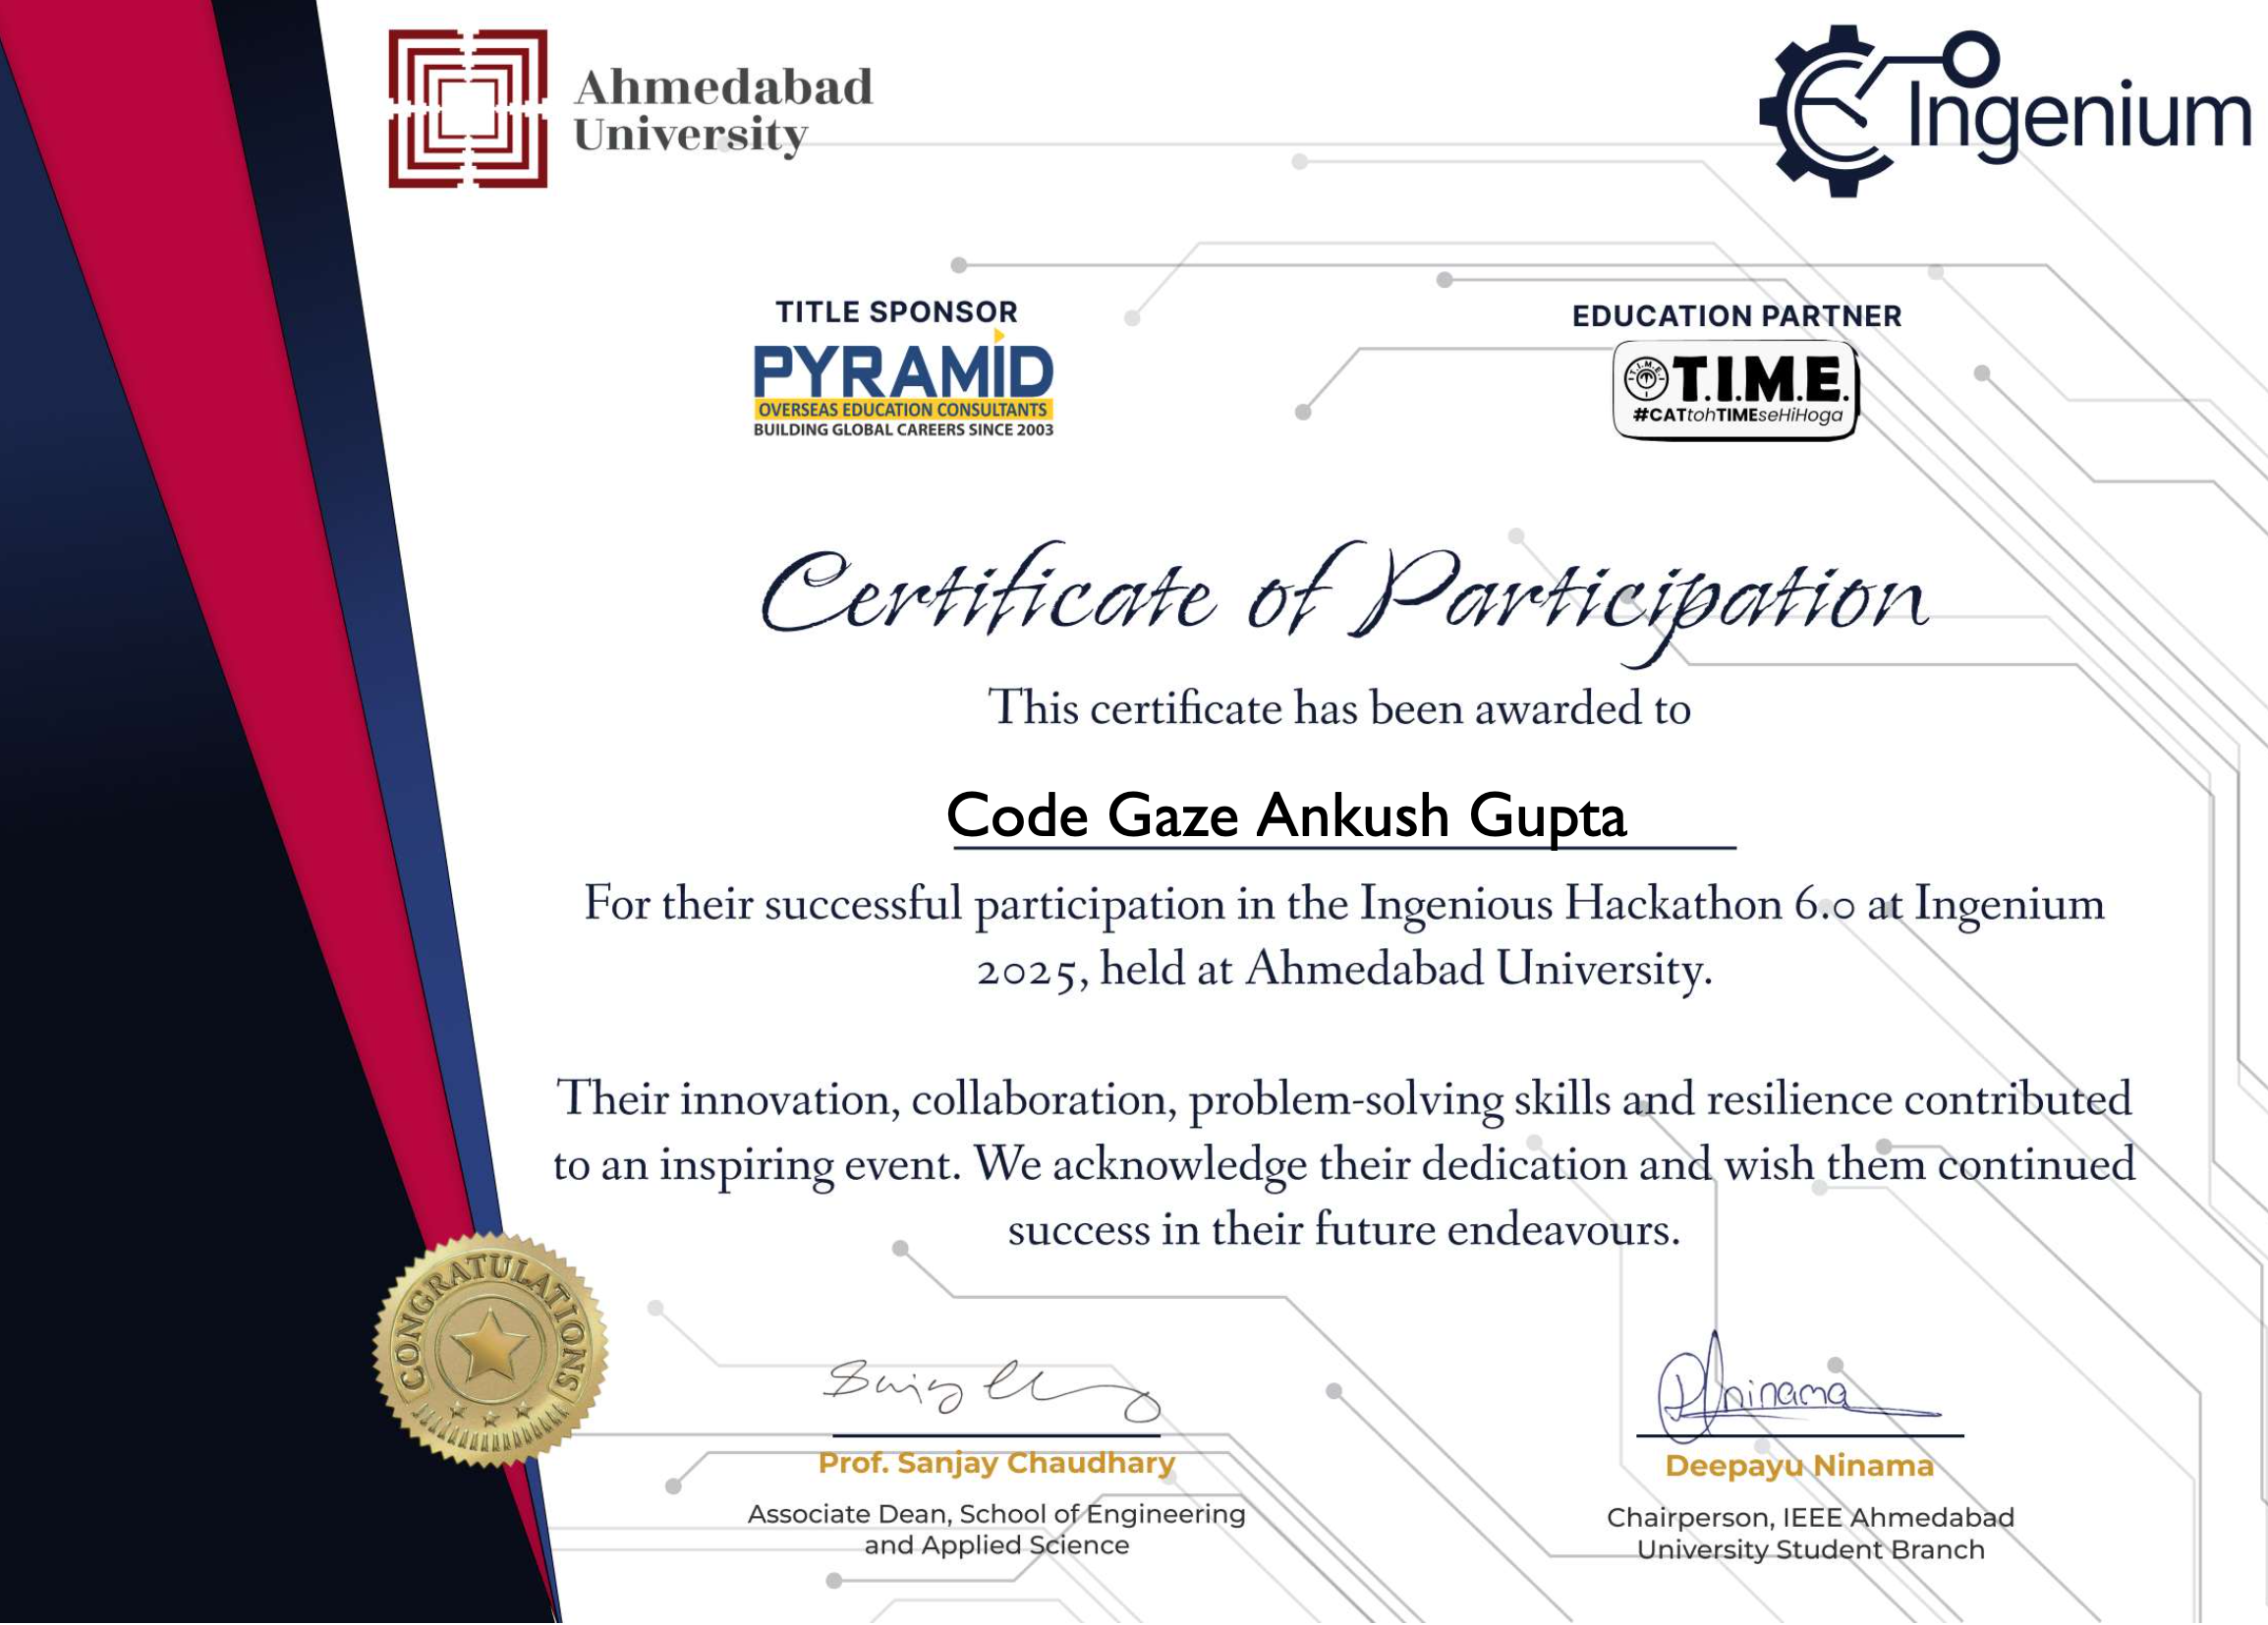 Ahmedabad
University
Ingenium
TITLE SPONSOR
PYRAMID
OVERSEAS EDUCATION CONSULTANTS
BUILDING GLOBAL CAREERS SINCE 2003
EDUCATION PARTNER
T.I.M.E.
T.I.M.E.
#CATtohTIMEseHiHoga
Certificate of Participation
This certificate has been awarded to
Code Gaze Ankush Gupta
For their successful participation in the Ingenious Hackathon 6.0 at Ingenium
2025, held at Ahmedabad University.
Their innovation, collaboration, problem-solving skills and resilience contributed
to an inspiring event. We acknowledge their dedication and wish them continued
success in their future endeavours.
CONGRATULATIONS
Dninama
Prof. Sanjay Chaudhary
Associate Dean, School of Engineering
and Applied Science
Deepayu Ninama
Chairperson, IEEE Ahmedabad
University Student Branch